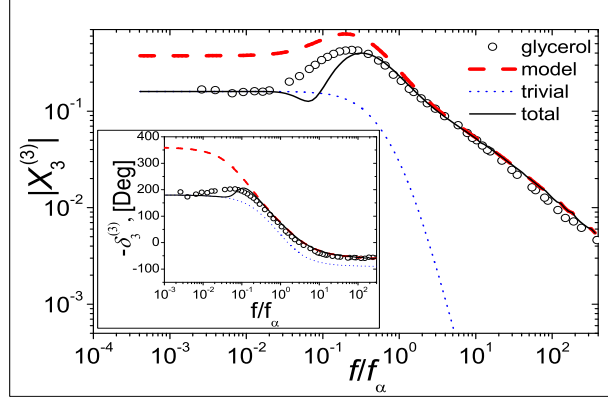 glycerol
model
trivial
total
|X₃⁽³⁾|
10⁻¹
10⁻²
10⁻³
10⁻⁴ 10⁻³ 10⁻² 10⁻¹ 10⁰ 10¹ 10²
f/fα
-δ₃⁽³⁾, [Deg]
400
300
200
100
0
-100
10⁻³ 10⁻² 10⁻¹ 10⁰ 10¹ 10²
f/fα